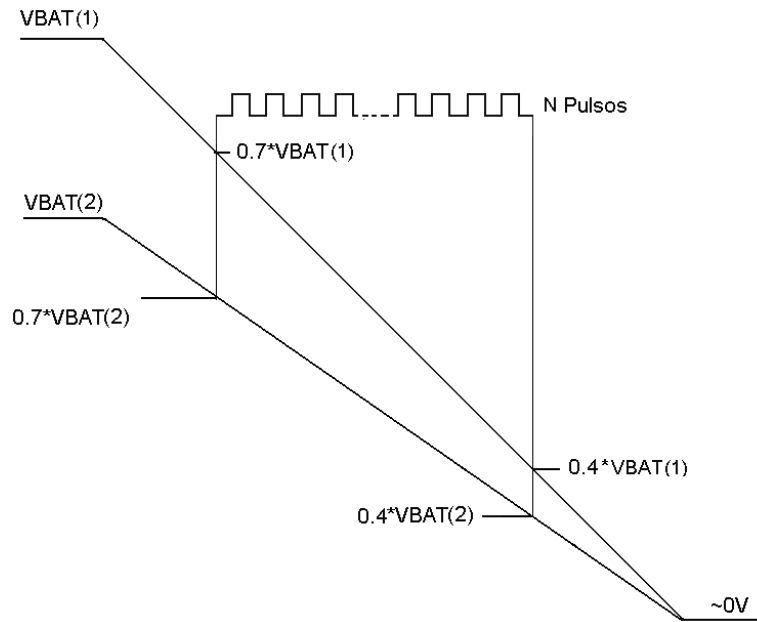 VBAT(1)
N Pulsos
0.7*VBAT(1)
VBAT(2)
0.7*VBAT(2)
0.4*VBAT(1)
0.4*VBAT(2)
~0V